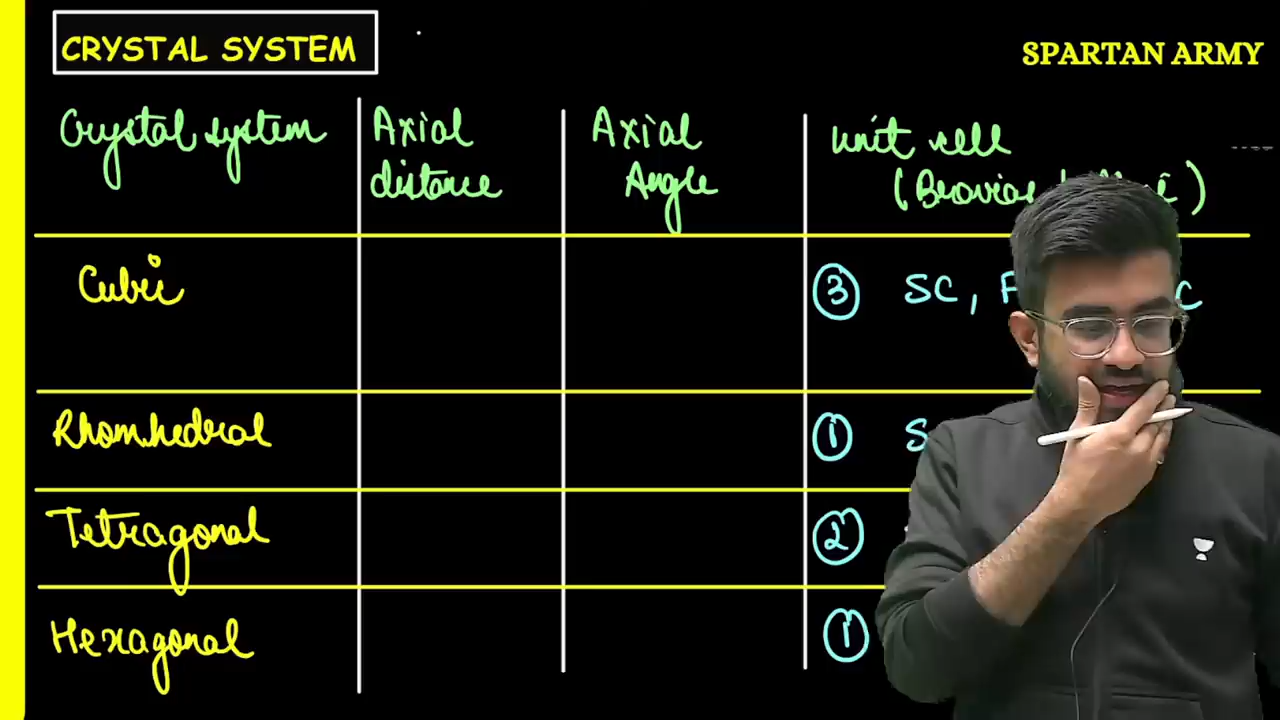 CRYSTAL SYSTEM
SPARTAN ARMY
Crystal system Axial distance Axial Angle unit cell
Cubic ③ SC,
Rhomhedral ①
Tetragonal ②
Hexagonal ①